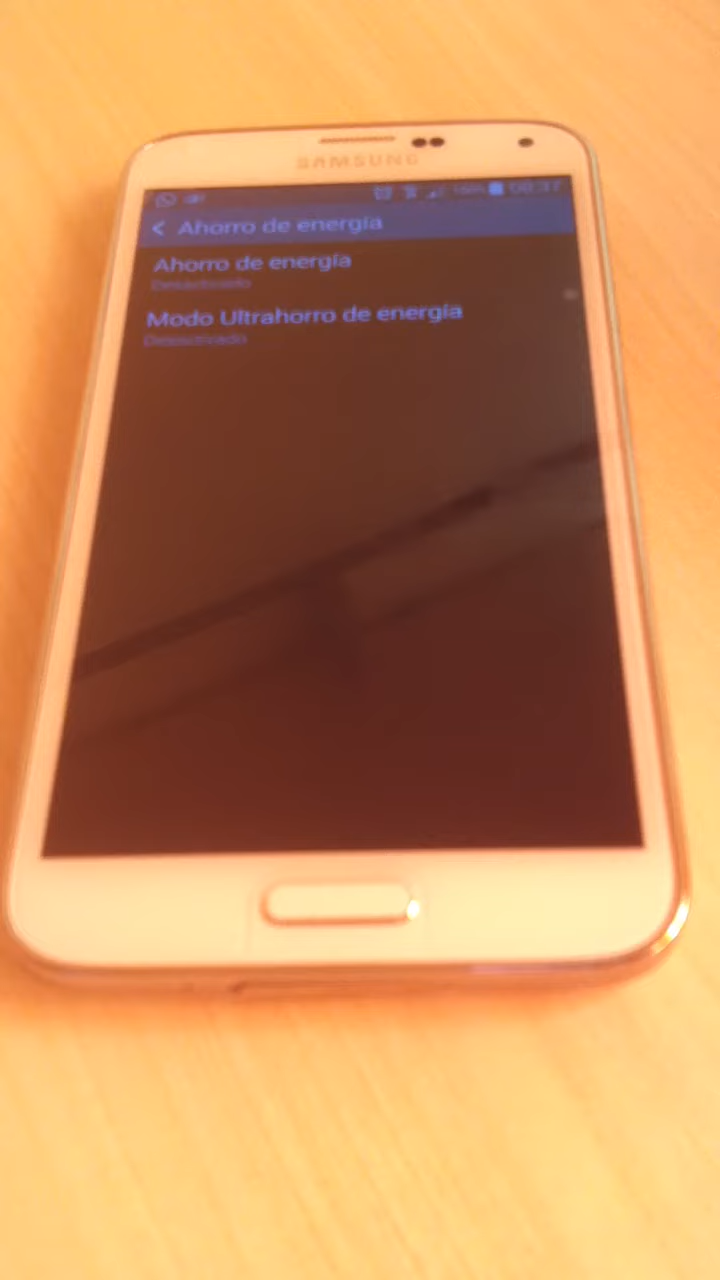 SAMSUNG
Ahorro de energía
Ahorro de energía
Desactivado
Modo Ultrahorro de energía
Desactivado